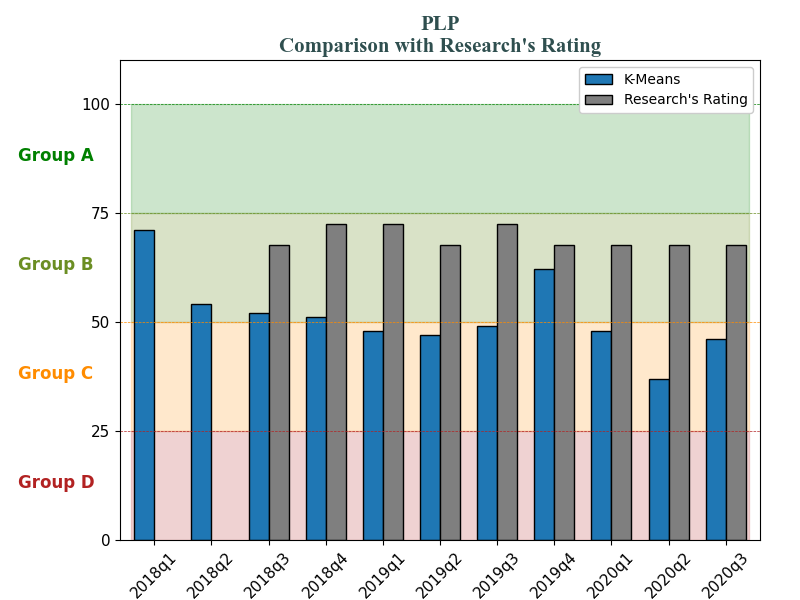 PLP
Comparison with Research's Rating
K-Means
Research's Rating
100
Group A
75
Group B
50
Group C
25
Group D
0
2018q1
2018q2
2018q3
2018q4
2019q1
2019q2
2019q3
2019q4
2020q1
2020q2
2020q3